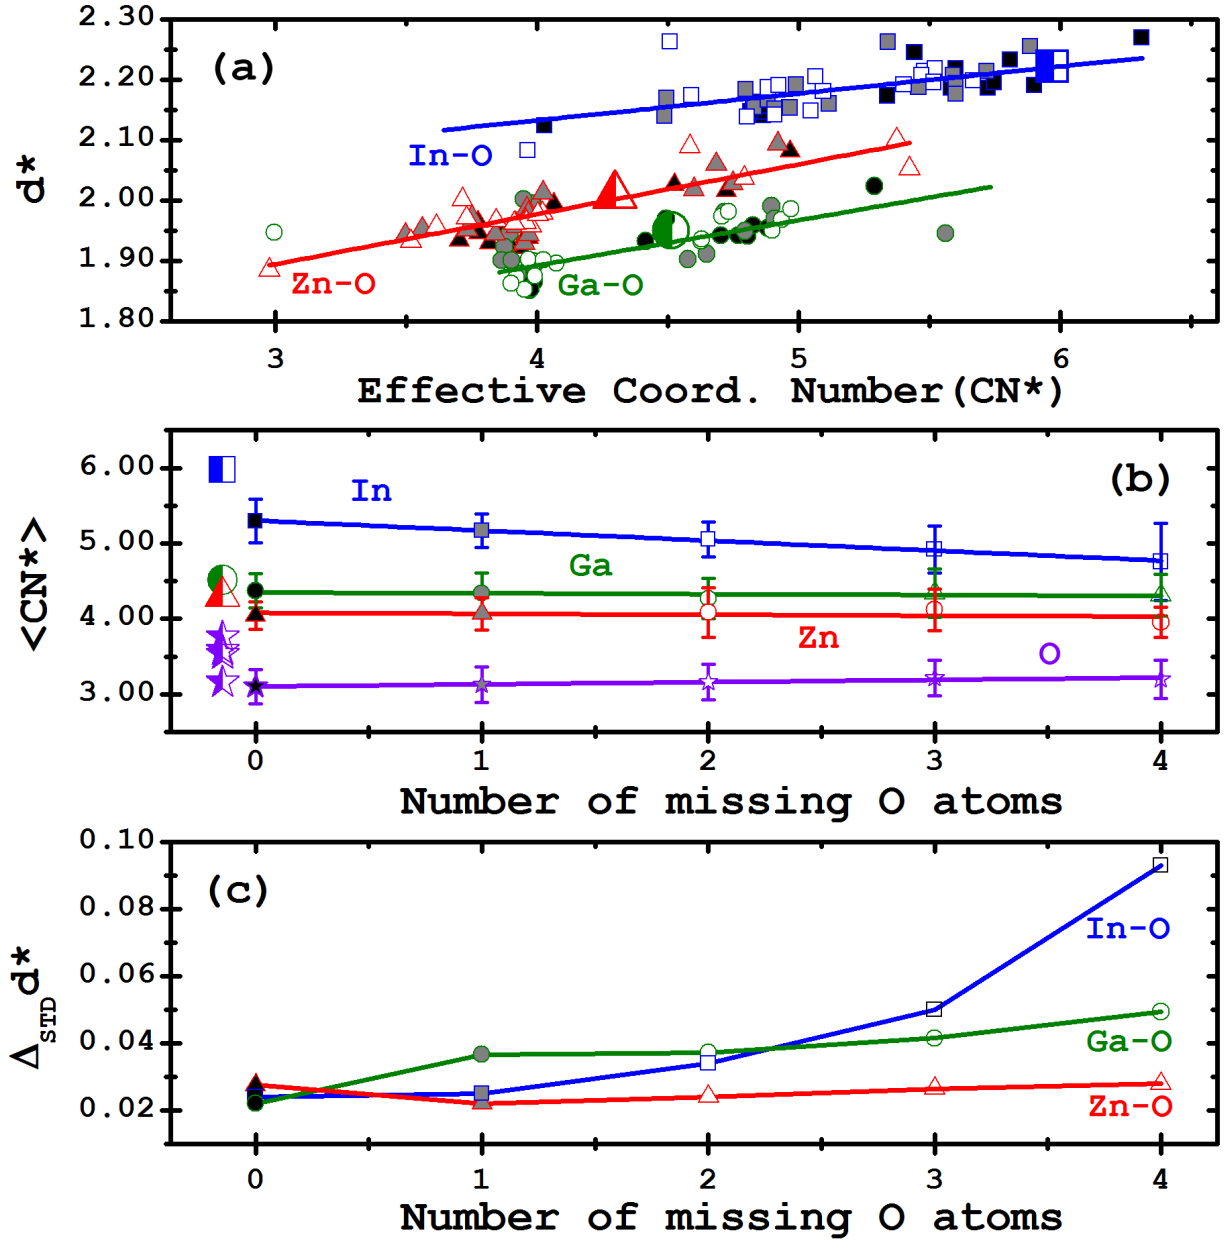 2.30
2.20
2.10
2.00
1.90
1.80
d*
(a)
In-O
Zn-O
Ga-O
3 4 5 6
Effective Coord. Number(CN*)
6.00
5.00
4.00
3.00
<CN*>
(b)
In
Ga
Zn
O
0 1 2 3 4
Number of missing O atoms
0.10
0.08
0.06
0.04
0.02
ΔSTDd*
(c)
In-O
Ga-O
Zn-O
0 1 2 3 4
Number of missing O atoms